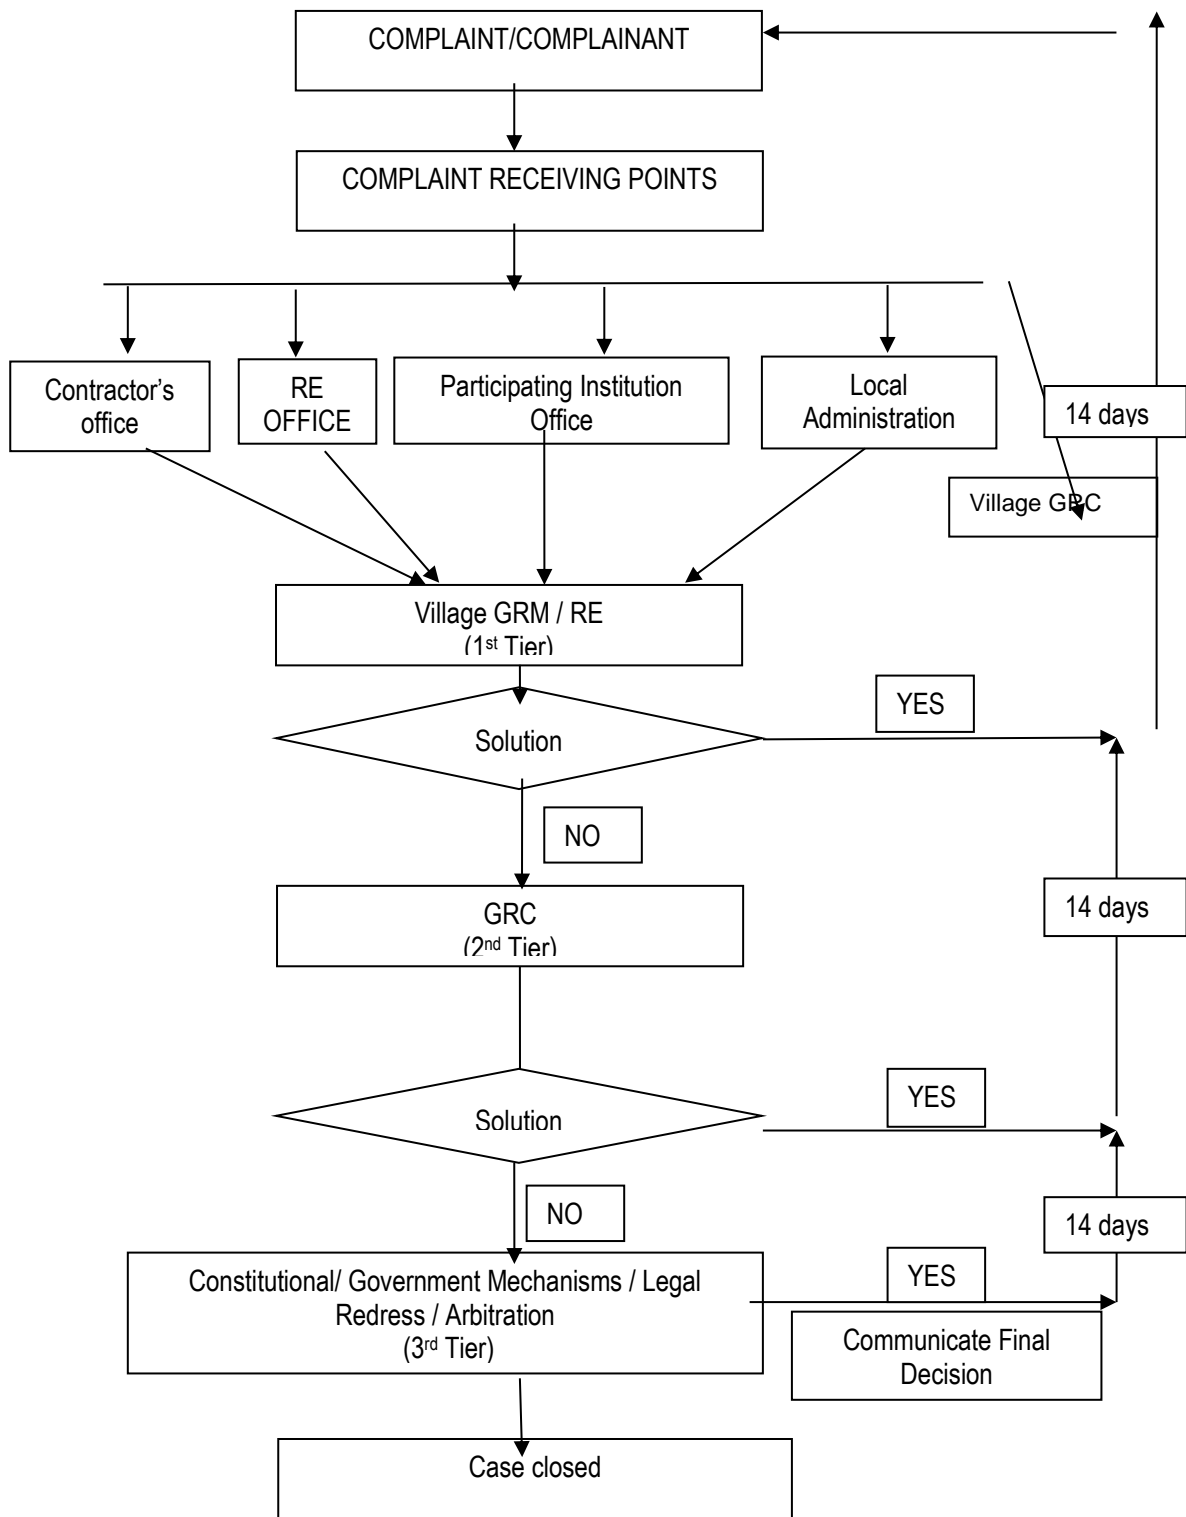 COMPLAINT/COMPLAINANT
COMPLAINT RECEIVING POINTS
Contractor's
office
RE
OFFICE
Participating Institution
Office
Local
Administration
14 days
Village GRC
Village GRM / RE
(1st Tier)
Solution
YES
NO
GRC
(2nd Tier)
14 days
Solution
YES
NO
14 days
Constitutional/ Government Mechanisms / Legal
Redress / Arbitration
(3rd Tier)
YES
Communicate Final
Decision
Case closed